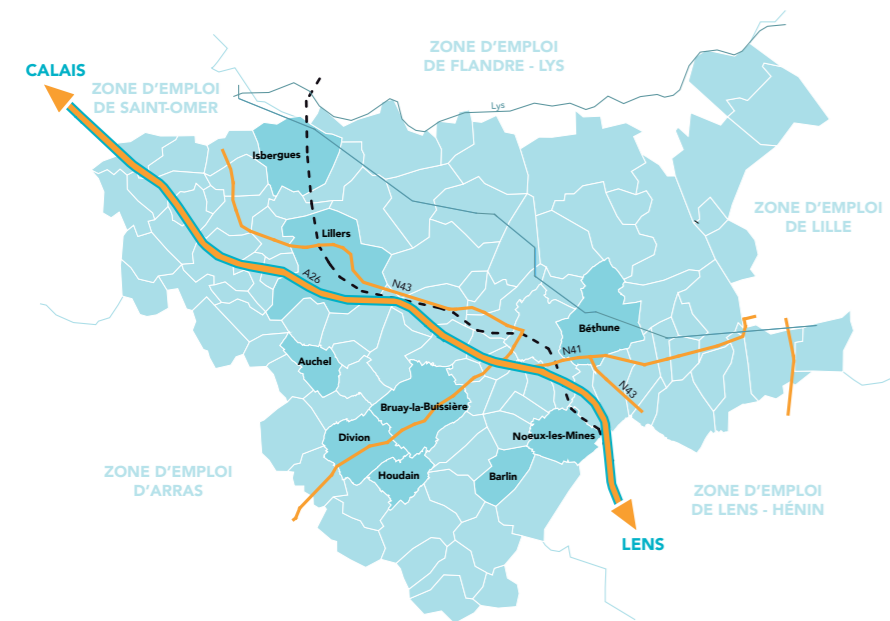 ZONE D'EMPLOI
DE FLANDRE - LYS
CALAIS
ZONE D'EMPLOI
DE SAINT-OMER
Lys
Isbergues
ZONE D'EMPLOI
DE LILLE
Lillers
A26
N43
Béthune
N41
Auchel
N43
Bruay-la-Buissière
Divion
Noeux-les-Mines
ZONE D'EMPLOI
D'ARRAS
Houdain
Barlin
ZONE D'EMPLOI
DE LENS - HÉNIN
LENS